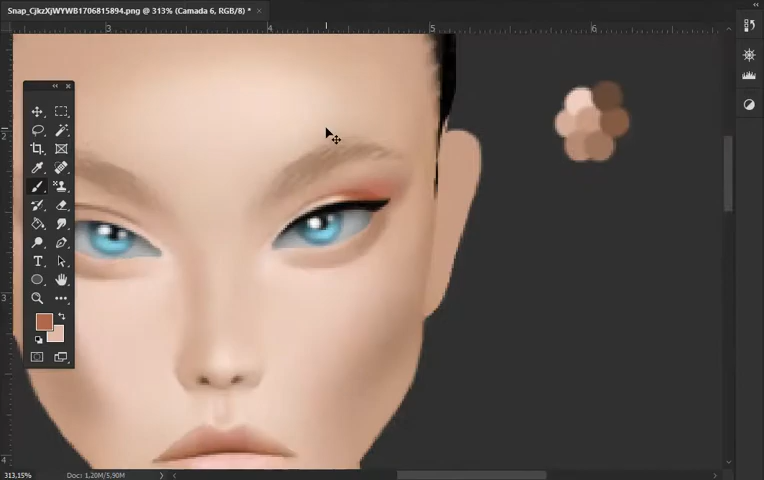 Snap_CjkzXjWYWB1706815894.png @ 313% (Camada 6, RGB/8) *
3 4 5 6
2
3
4
313,15% Doc: 1,20M/5,90M